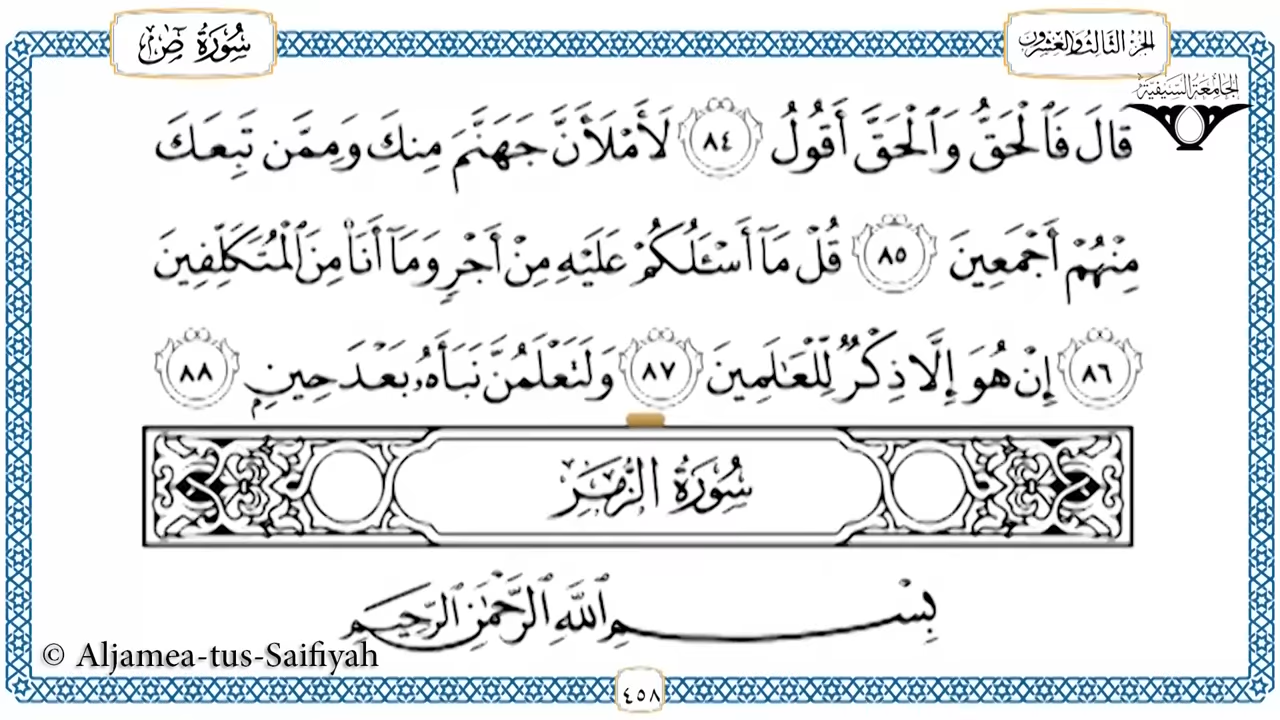 الجزء الثالث والعشرون
سُورَةُ صٓ
الجامعة السيفية
قَالَ فَٱلْحَقُّ وَٱلْحَقَّ أَقُولُ ٨٤ لَأَمْلَأَنَّ جَهَنَّمَ مِنكَ وَمِمَّن تَبِعَكَ
مِنْهُمْ أَجْمَعِينَ ٨٥ قُلْ مَآ أَسْـَٔلُكُمْ عَلَيْهِ مِنْ أَجْرٍ وَمَآ أَنَا۠ مِنَ ٱلْمُتَكَلِّفِينَ
٨٦ إِنْ هُوَ إِلَّا ذِكْرٌ لِّلْعَٰلَمِينَ ٨٧ وَلَتَعْلَمُنَّ نَبَأَهُۥ بَعْدَ حِينٍۭ ٨٨
سُورَةُ الزُّمَرِ
بِسْمِ ٱللَّهِ ٱلرَّحْمَٰنِ ٱلرَّحِيمِ
© Aljamea-tus-Saifiyah
٤٥٨